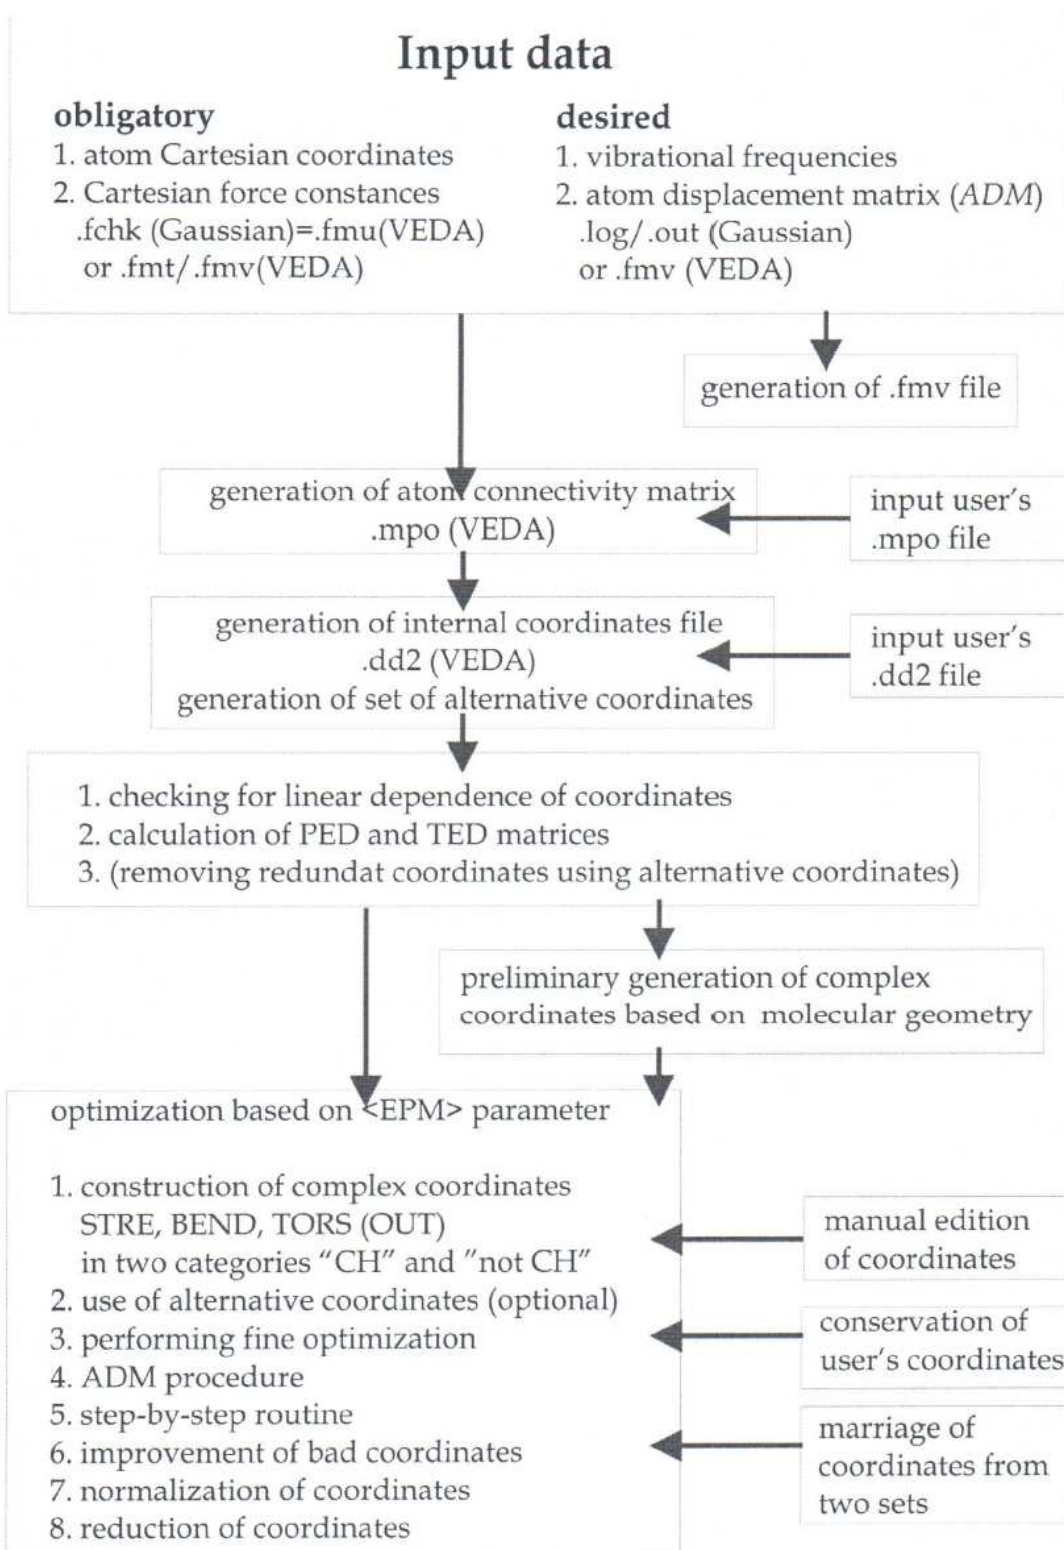 Input data
obligatory
1. atom Cartesian coordinates
2. Cartesian force constances
.fchk (Gaussian)=.fmu(VEDA)
or .fmt/.fmv(VEDA)
desired
1. vibrational frequencies
2. atom displacement matrix (ADM)
.log/.out (Gaussian)
or .fmv (VEDA)
generation of .fmv file
generation of atom connectivity matrix
.mpo (VEDA)
input user's
.mpo file
generation of internal coordinates file
.dd2 (VEDA)
generation of set of alternative coordinates
input user's
.dd2 file
1. checking for linear dependence of coordinates
2. calculation of PED and TED matrices
3. (removing redundat coordinates using alternative coordinates)
preliminary generation of complex
coordinates based on molecular geometry
optimization based on <EPM> parameter
1. construction of complex coordinates
STRE, BEND, TORS (OUT)
in two categories "CH" and "not CH"
2. use of alternative coordinates (optional)
3. performing fine optimization
4. ADM procedure
5. step-by-step routine
6. improvement of bad coordinates
7. normalization of coordinates
8. reduction of coordinates
manual edition
of coordinates
conservation of
user's coordinates
marriage of
coordinates from
two sets